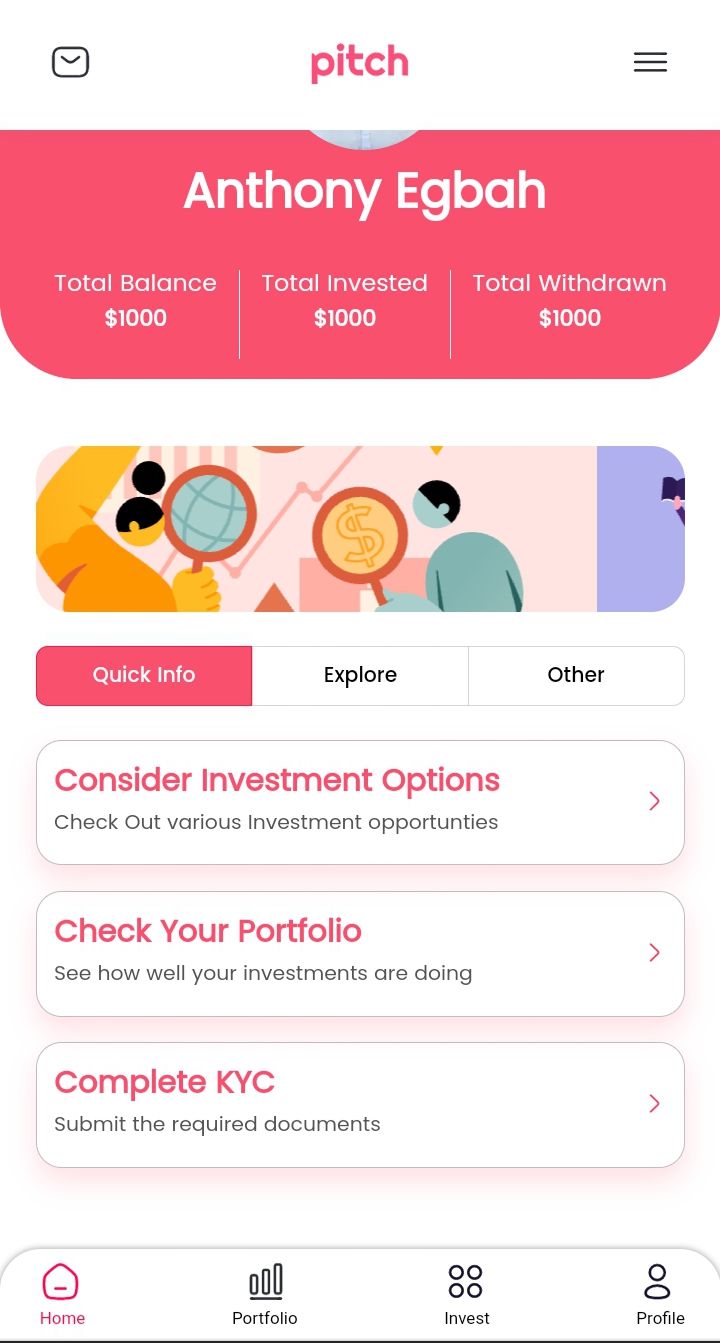 pitch
Anthony Egbah
Total Balance
$1000
Total Invested
$1000
Total Withdrawn
$1000
Quick Info
Explore
Other
Consider Investment Options
Check Out various Investment opportunties
Check Your Portfolio
See how well your investments are doing
Complete KYC
Submit the required documents
Home
Portfolio
Invest
Profile